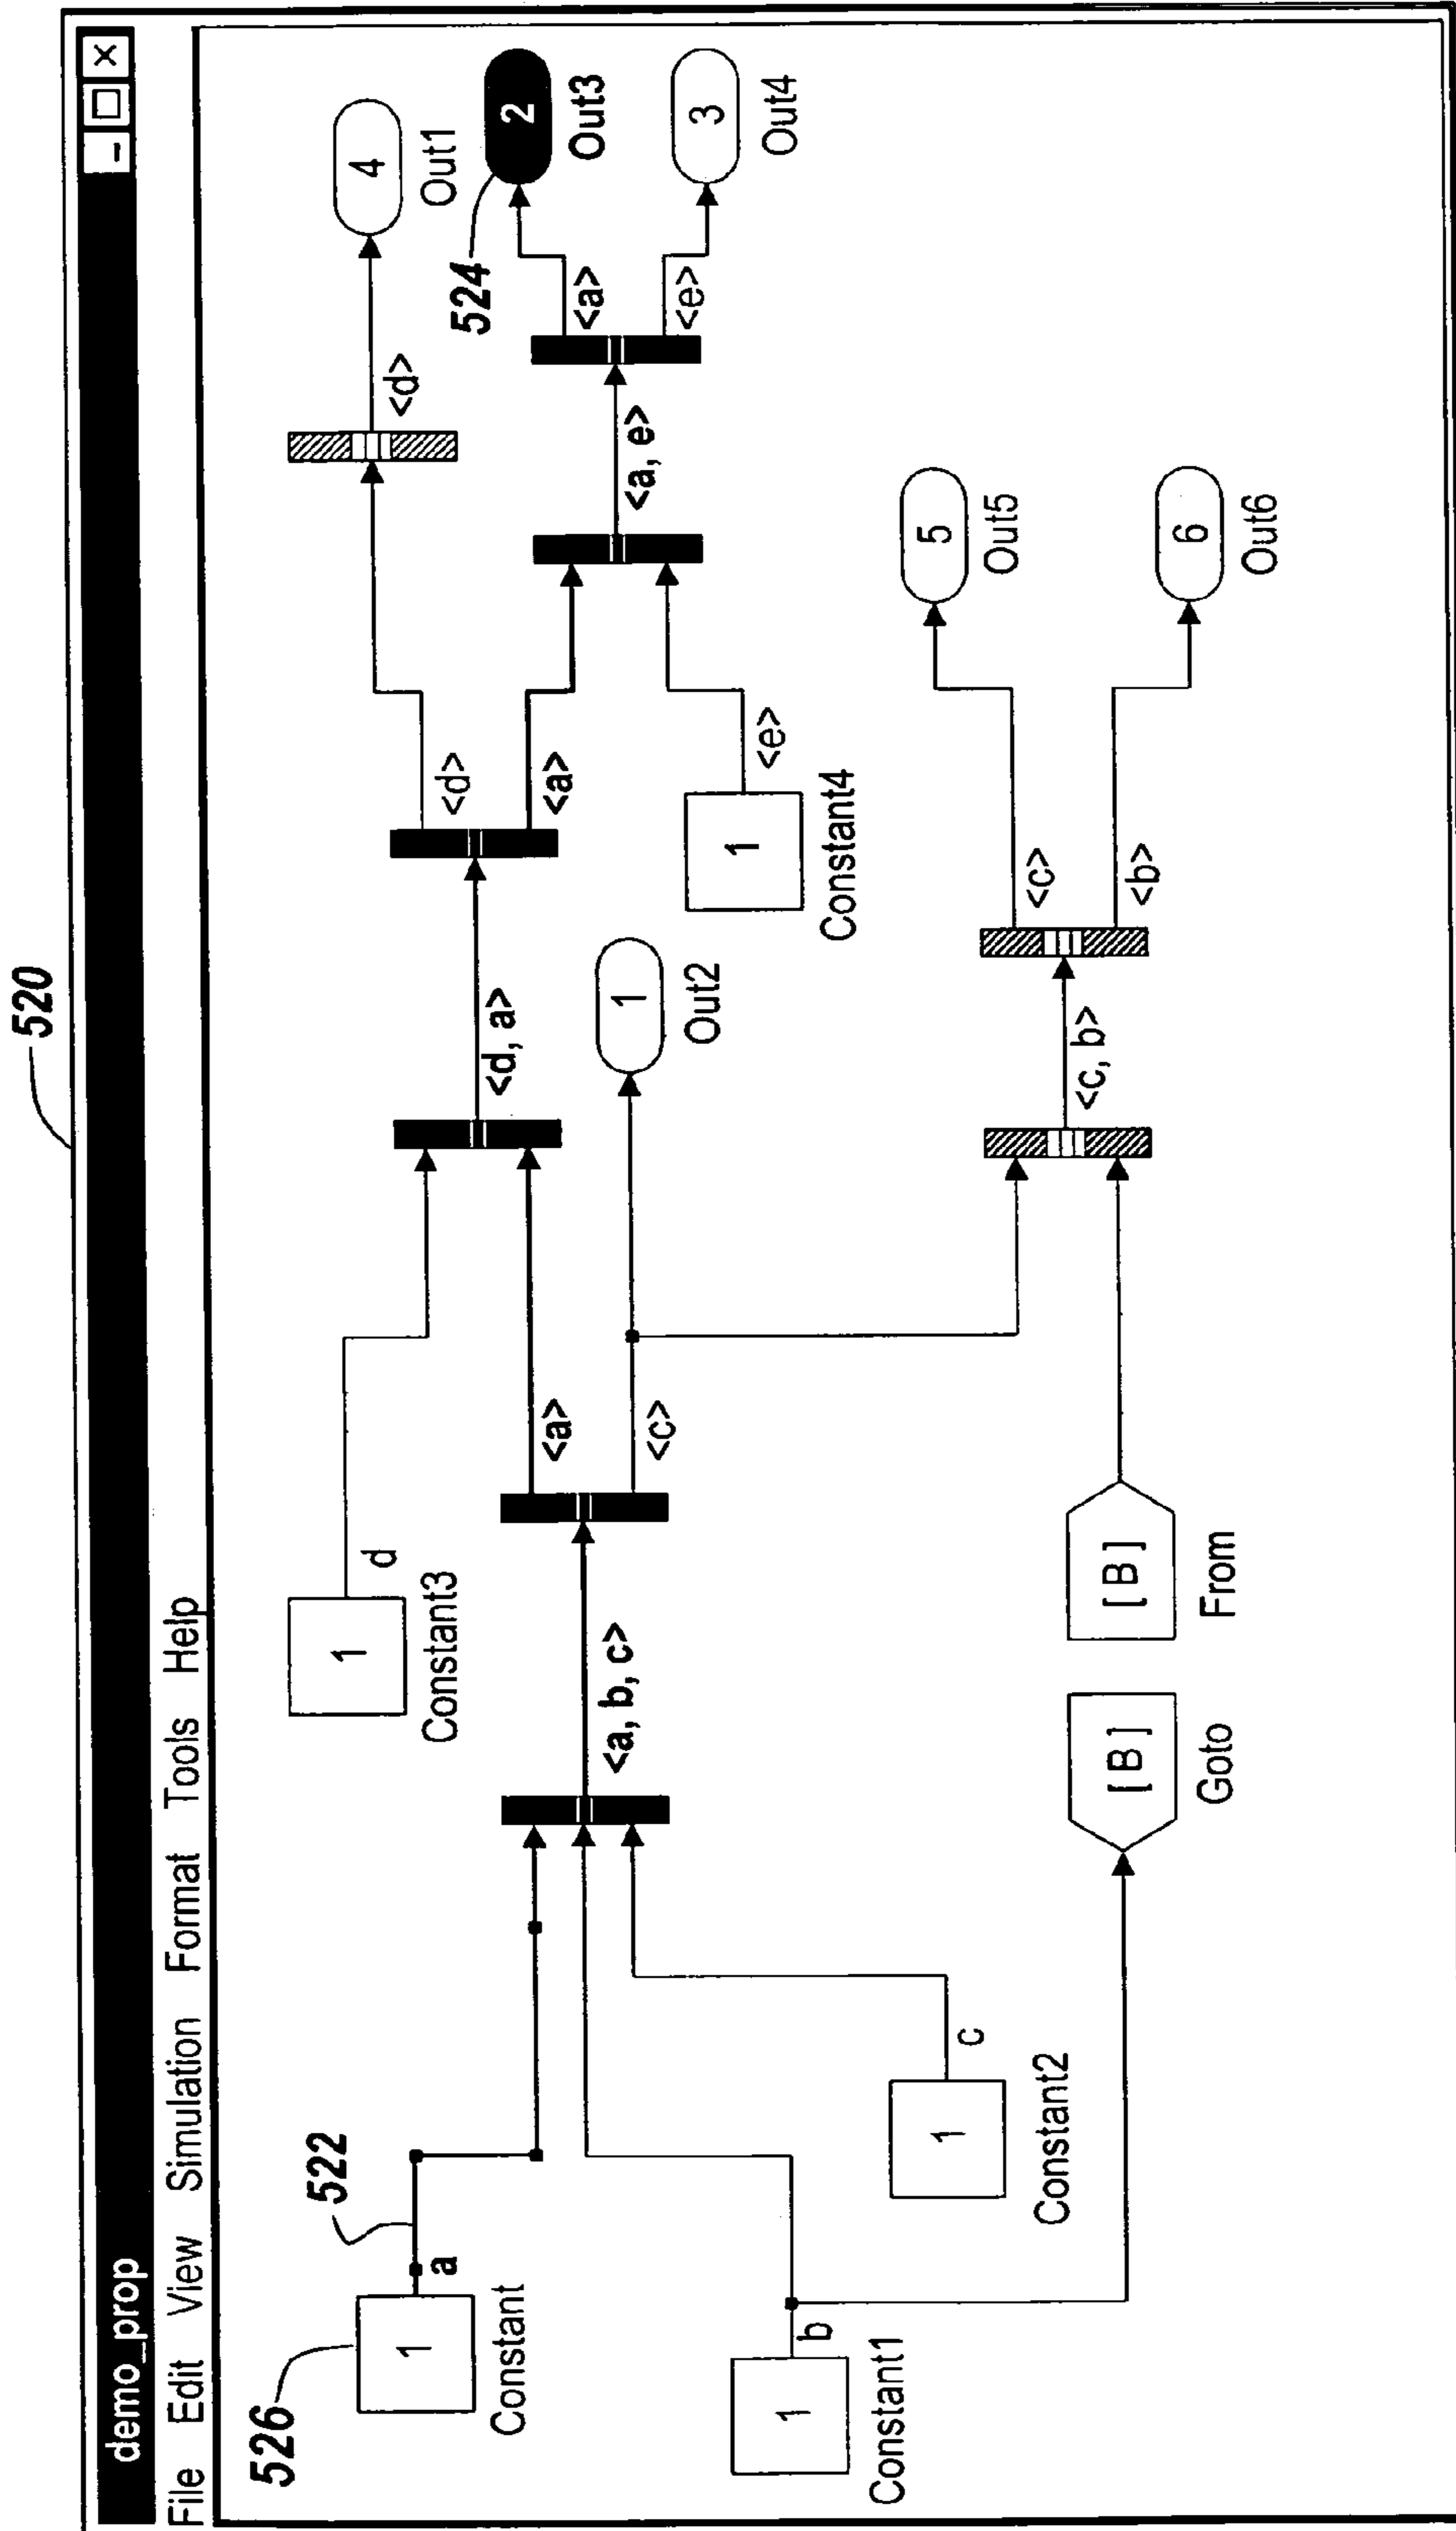 520
demo_prop
File Edit View Simulation Format Tools Help
526
1
Constant
a
522
1
Constant1
b
1
Constant2
c
<a, b, c>
1
Constant3
d
<a>
<c>
<d, a>
1
Out2
<d>
<a>
<d>
4
Out1
1
Constant4
<e>
<a, e>
<a>
<e>
524
2
Out3
3
Out4
[B]
Goto
[B]
From
<c, b>
<c>
<b>
5
Out5
6
Out6